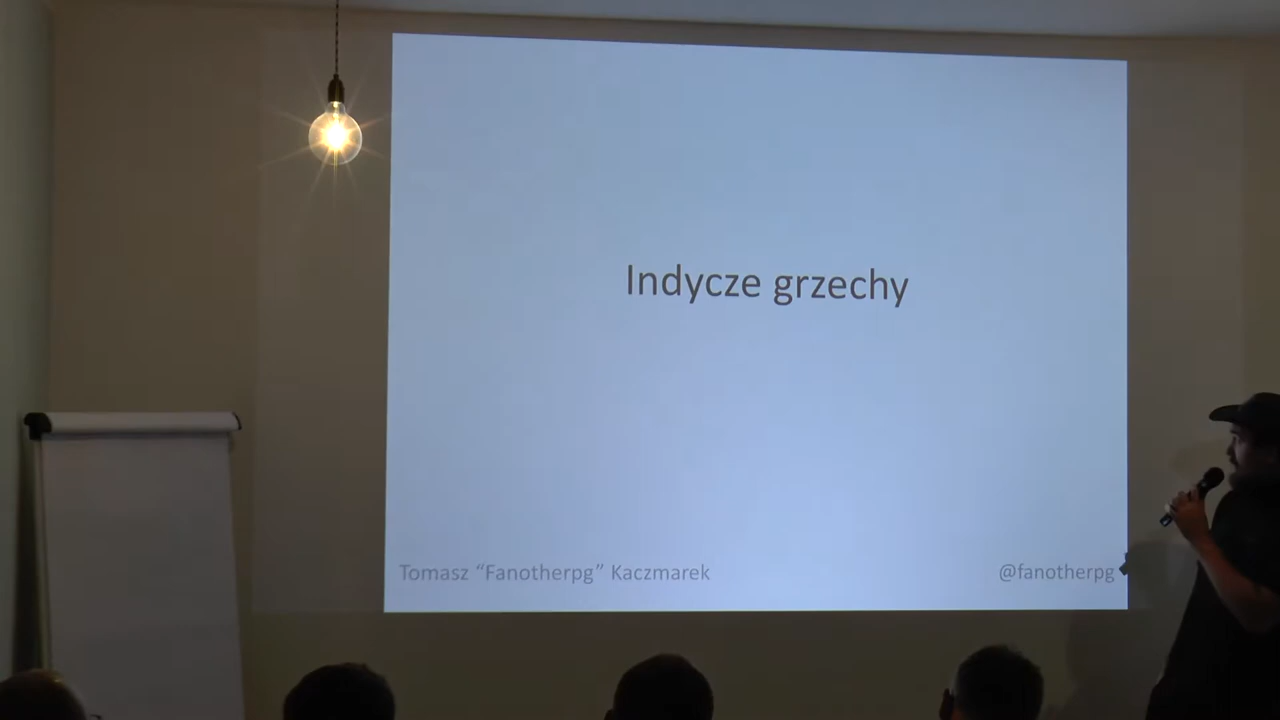 Indycze grzechy
Tomasz “Fanotherpg” Kaczmarek
@fanotherpg